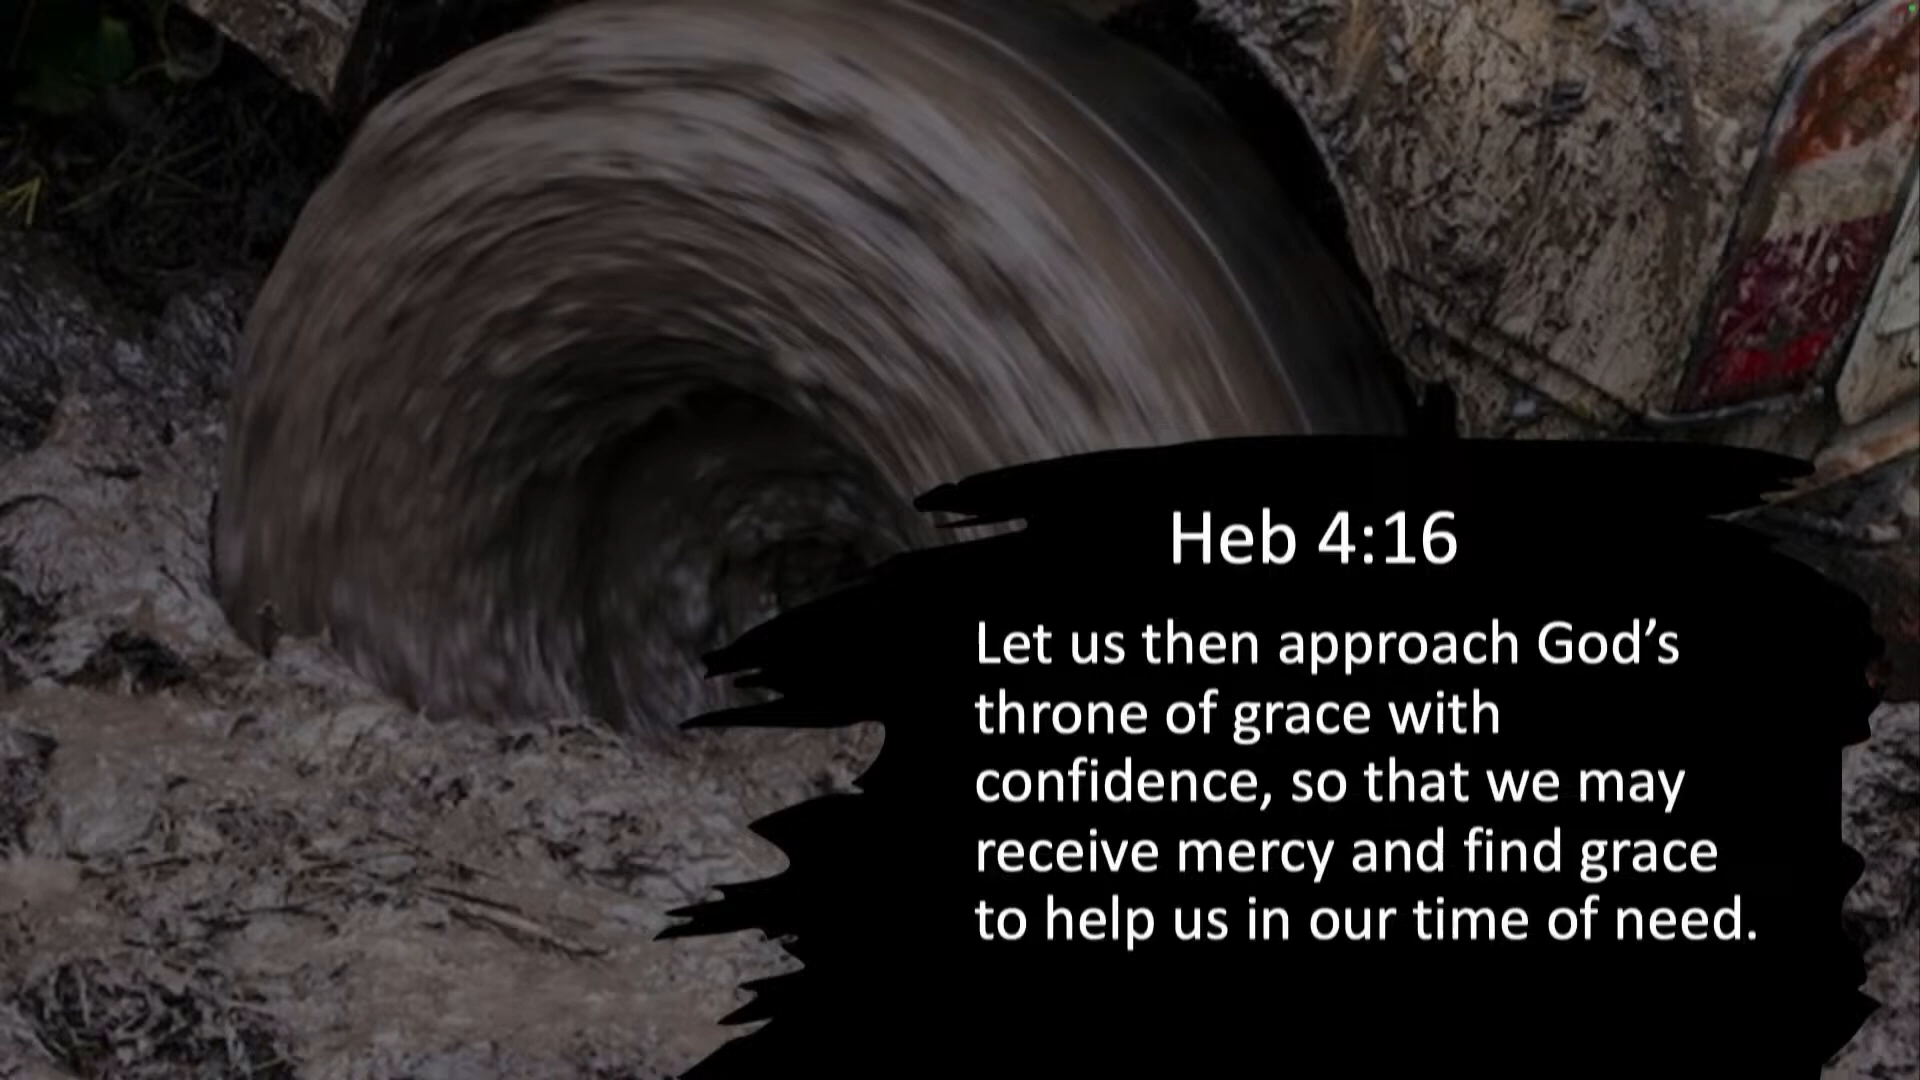 Heb 4:16
Let us then approach God’s
throne of grace with
confidence, so that we may
receive mercy and find grace
to help us in our time of need.